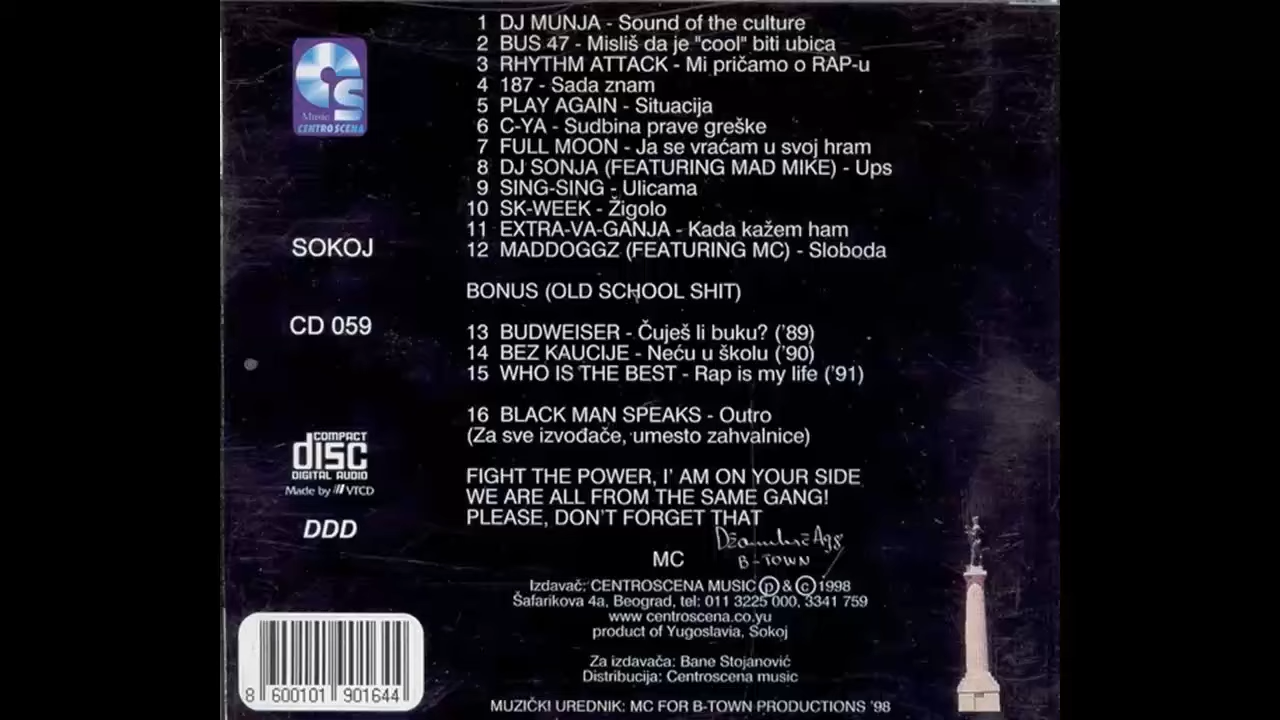 1 DJ MUNJA - Sound of the culture
2 BUS 47 - Misliš da je "cool" biti ubica
3 RHYTHM ATTACK - Mi pričamo o RAP-u
4 187 - Sada znam
5 PLAY AGAIN - Situacija
6 C-YA - Sudbina prave greške
7 FULL MOON - Ja se vraćam u svoj hram
8 DJ SONJA (FEATURING MAD MIKE) - Ups
9 SING-SING - Ulicama
10 SK-WEEK - Žigolo
11 EXTRA-VA-GANJA - Kada kažem ham
12 MADDOGGZ (FEATURING MC) - Sloboda
BONUS (OLD SCHOOL SHIT)
13 BUDWEISER - Čuješ li buku? ('89)
14 BEZ KAUCIJE - Neću u školu ('90)
15 WHO IS THE BEST - Rap is my life ('91)
16 BLACK MAN SPEAKS - Outro
(Za sve izvođače, umesto zahvalnice)
FIGHT THE POWER, I' AM ON YOUR SIDE
WE ARE ALL FROM THE SAME GANG!
PLEASE, DON'T FORGET THAT
B-TOWN
MC
Izdavač: CENTROSCENA MUSIC ⓟ & ⓒ 1998
Šafarikova 4a, Beograd, tel: 011 3225 000, 3341 759
www.centroscena.co.yu
product of Yugoslavia, Sokoj
Za izdavača: Bane Stojanović
Distribucija: Centroscena music
MUZIČKI UREDNIK: MC FOR B-TOWN PRODUCTIONS '98
CS
Music
CENTROSCENA
SOKOJ
CD 059
COMPACT
disc
DIGITAL AUDIO
Made by VTCD
DDD
8 600101 901644